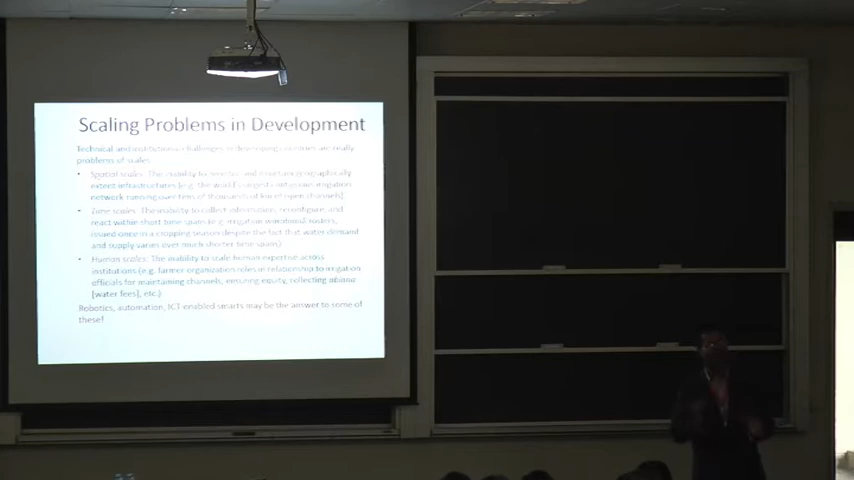 Scaling Problems in Development
Technical and institutional challenges in developing countries are really
problems of scales
• Spatial scales: The inability to monitor and maintain geographically
extent infrastructures (e.g. the world's largest contiguous irrigation
network running over tens of thousands of km of open channels)
• Time scales: The inability to collect information, reconfigure, and
react within short time spans (e.g. irrigation rosters,
issued once in a cropping season despite the fact that water demand
and supply varies over much shorter time spans)
• Human scales: The inability to scale human expertise across
institutions (e.g. farmer organization roles in relationship to irrigation
officials for maintaining channels, ensuring equity, collecting abiana
[water fees], etc.)
Robotics, automation, ICT-enabled smarts may be the answer to some of
these!